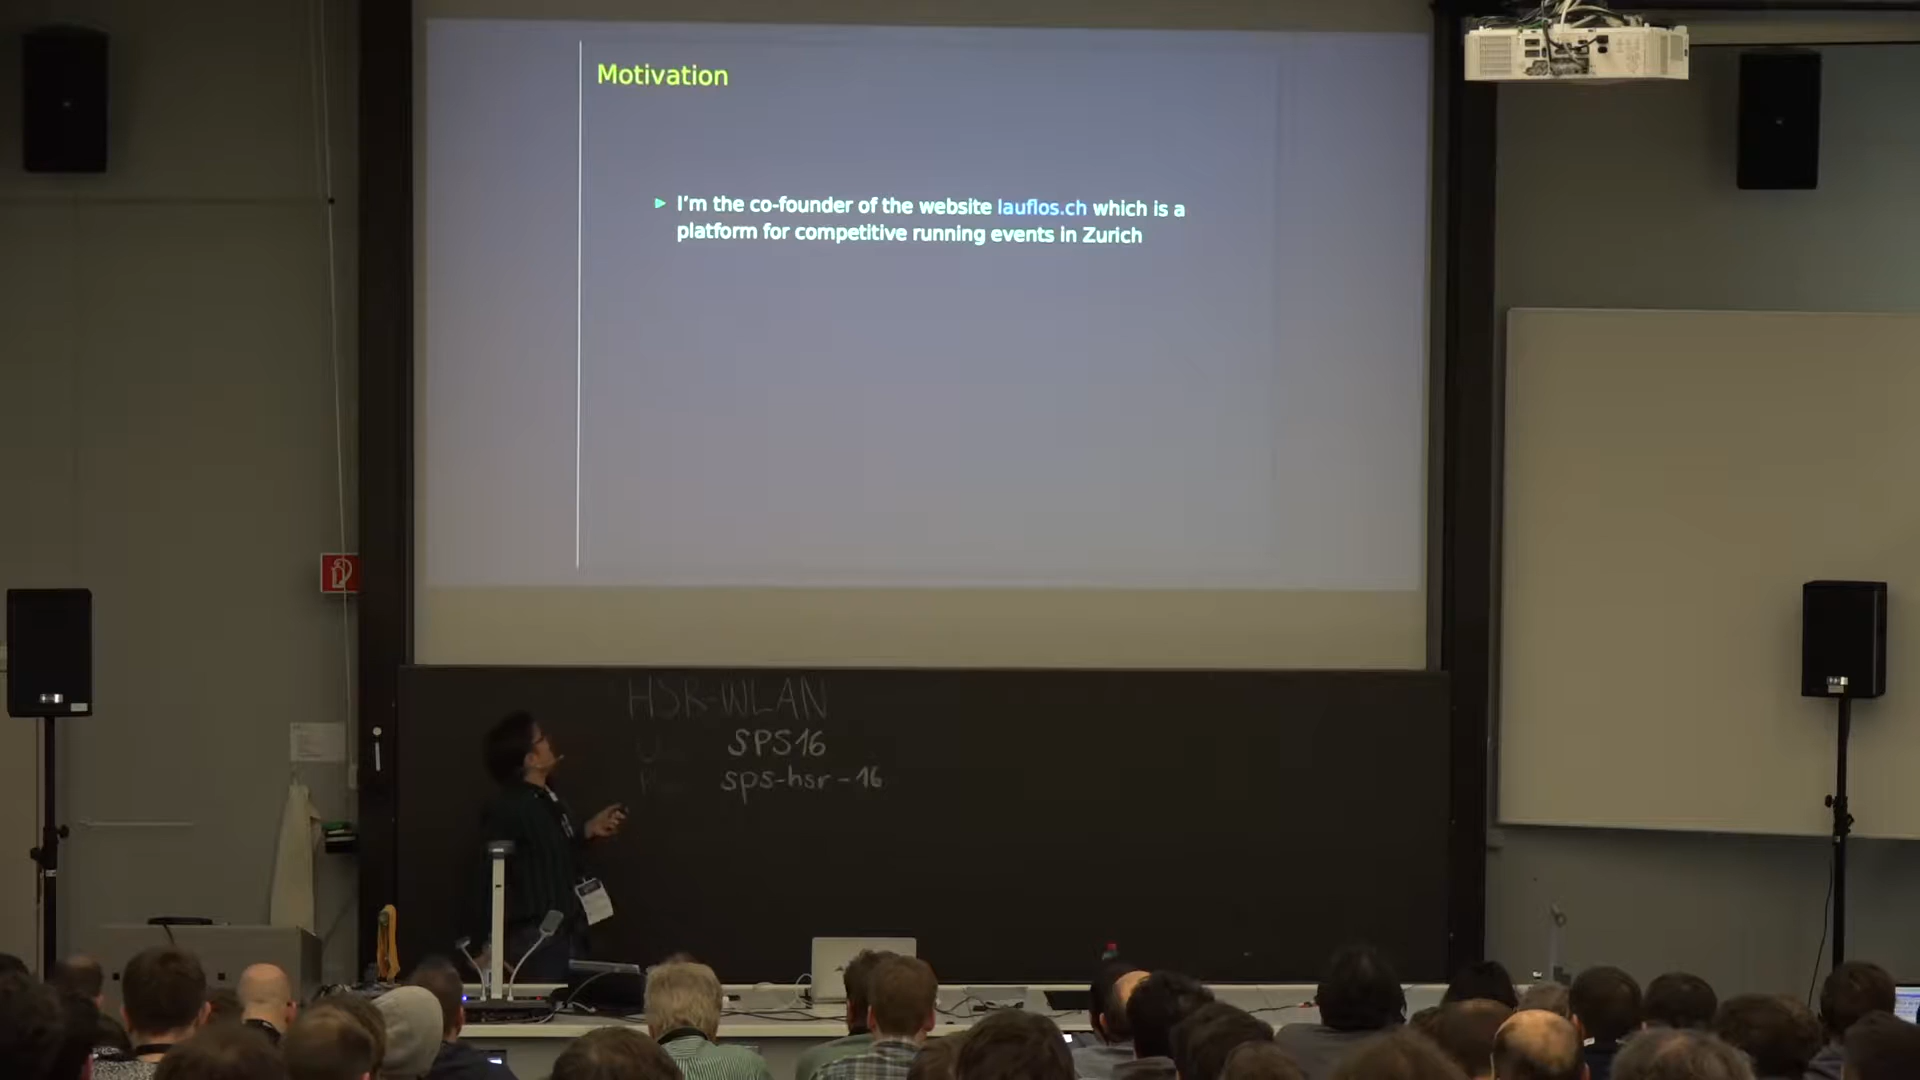 Motivation
► I'm the co-founder of the website lauflos.ch which is a
platform for competitive running events in Zurich
HSR-WLAN
SPS16
sps-hsr-16